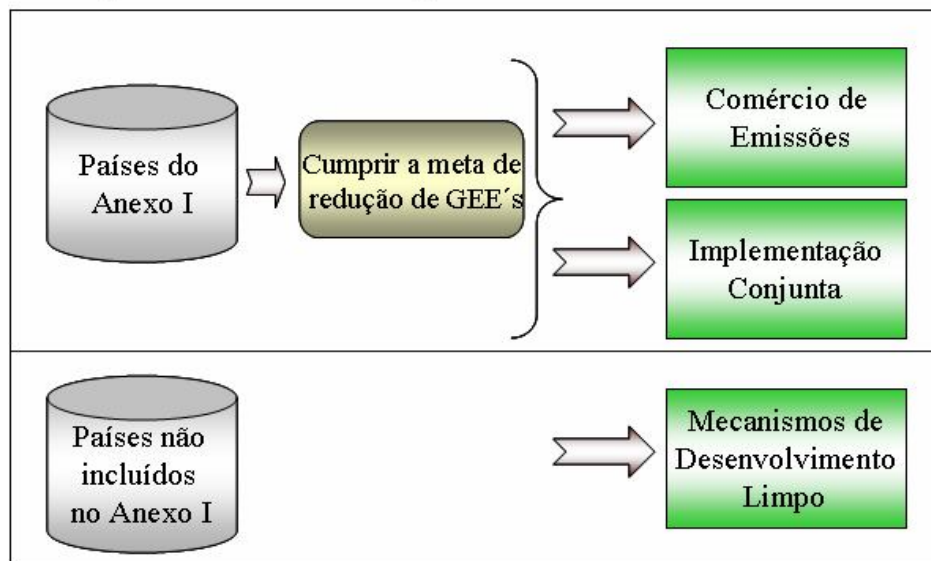 Países do
Anexo I
Cumprir a meta de
redução de GEE´s
Comércio de
Emissões
Implementação
Conjunta
Países não
incluídos
no Anexo I
Mecanismos de
Desenvolvimento
Limpo